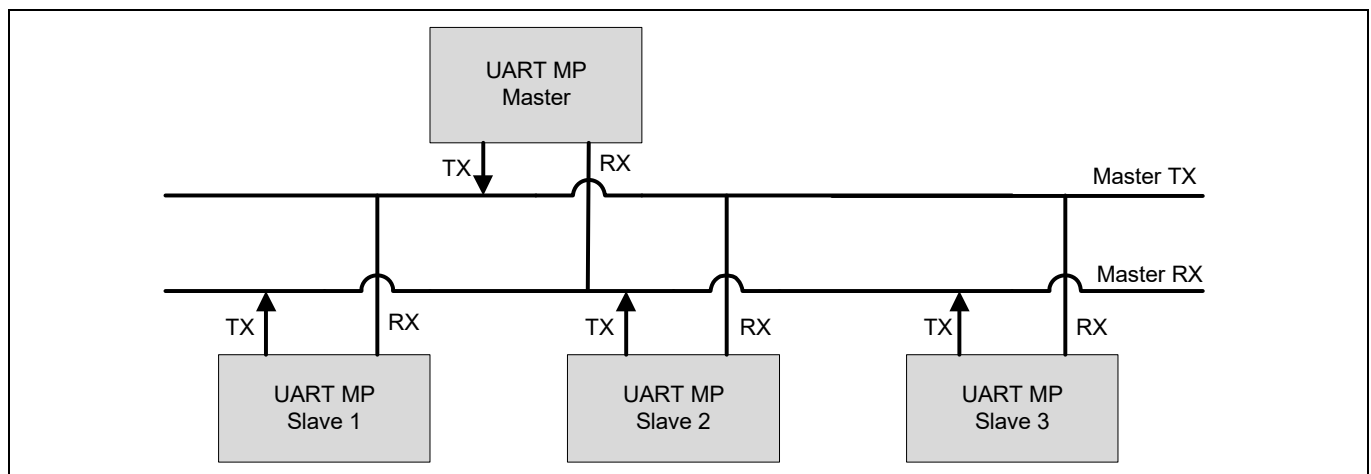 UART MP
Master
TX
RX
Master TX
Master RX
TX
RX
TX
RX
TX
RX
UART MP
Slave 1
UART MP
Slave 2
UART MP
Slave 3